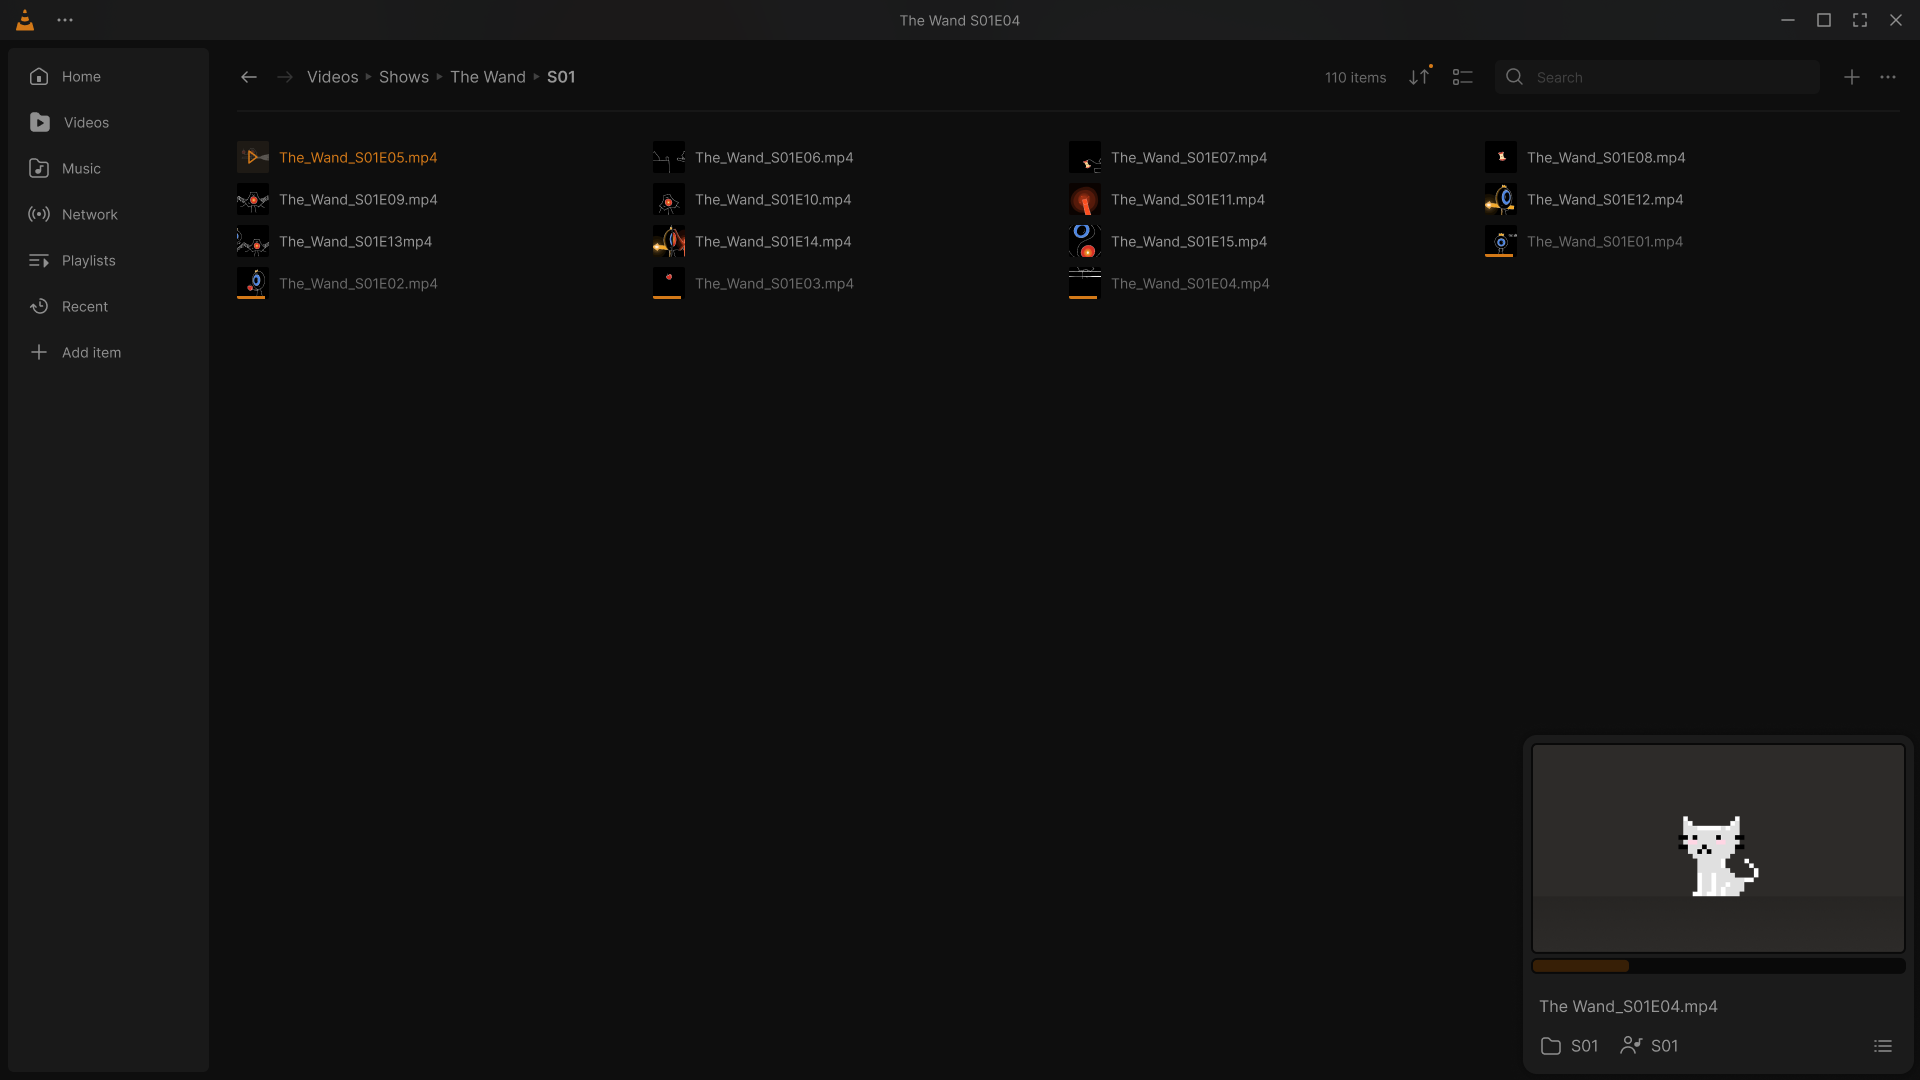 The Wand S01E04
Home
Videos
Music
Network
Playlists
Recent
Add item
Videos Shows The Wand S01
110 items
Search
The_Wand_S01E05.mp4
The_Wand_S01E06.mp4
The_Wand_S01E07.mp4
The_Wand_S01E08.mp4
The_Wand_S01E09.mp4
The_Wand_S01E10.mp4
The_Wand_S01E11.mp4
The_Wand_S01E12.mp4
The_Wand_S01E13mp4
The_Wand_S01E14.mp4
The_Wand_S01E15.mp4
The_Wand_S01E01.mp4
The_Wand_S01E02.mp4
The_Wand_S01E03.mp4
The_Wand_S01E04.mp4
The Wand_S01E04.mp4
S01 S01